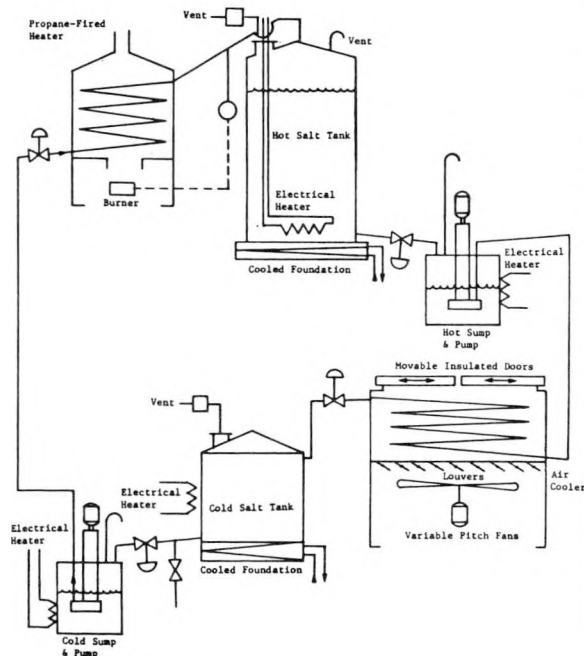 Vent
Propane-Fired
Heater
Vent
Hot Salt Tank
Electrical
Heater
Burner
Cooled Foundation
Electrical
Heater
Hot Sump
& Pump
Movable Insulated Doors
Vent
Air
Cooler
Louvers
Electrical
Heater
Cold Salt Tank
Variable Pitch Fans
Electrical
Heater
Cooled Foundation
Cold Sump
& Pump